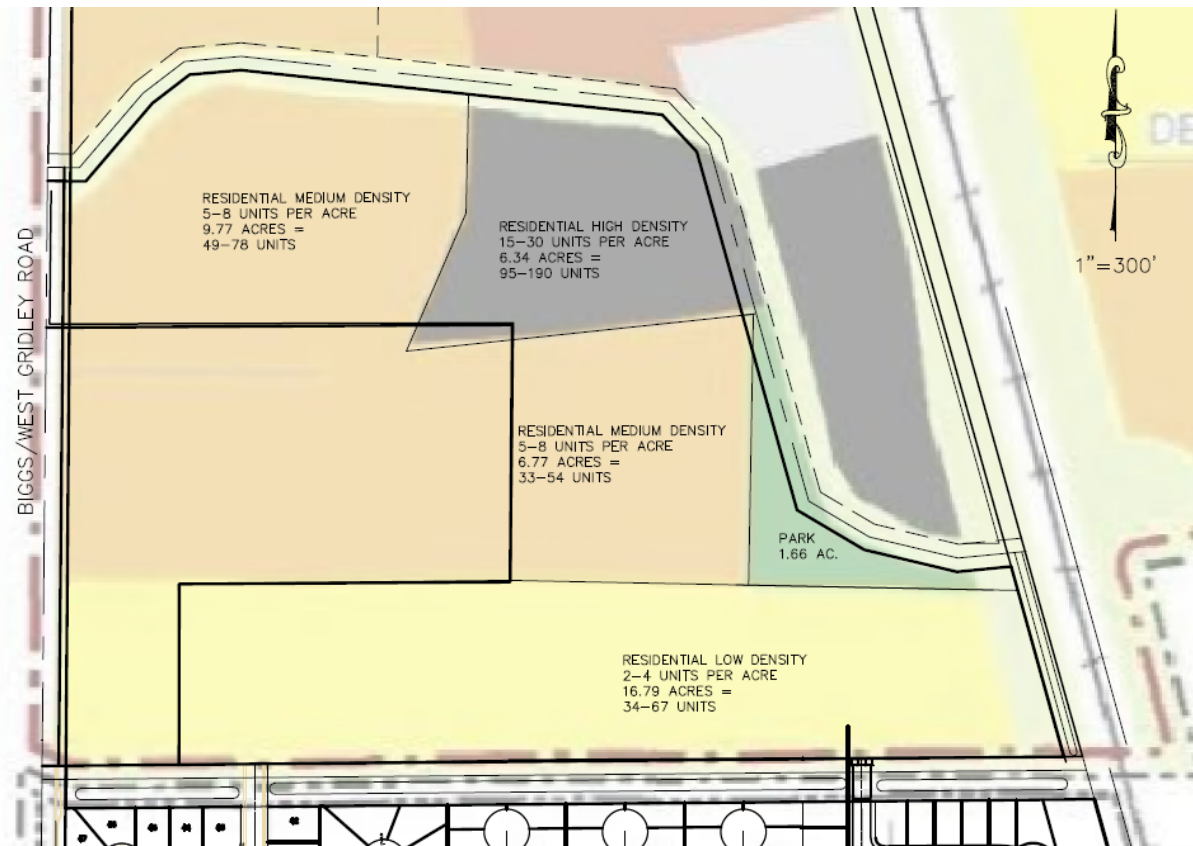 DE
RESIDENTIAL MEDIUM DENSITY
5-8 UNITS PER ACRE
9.77 ACRES =
49-78 UNITS
RESIDENTIAL HIGH DENSITY
15-30 UNITS PER ACRE
6.34 ACRES =
95-190 UNITS
1"=300'
BIGGS/WEST GRIDLEY ROAD
RESIDENTIAL MEDIUM DENSITY
5-8 UNITS PER ACRE
6.77 ACRES =
33-54 UNITS
PARK
1.66 AC.
RESIDENTIAL LOW DENSITY
2-4 UNITS PER ACRE
16.79 ACRES =
34-67 UNITS